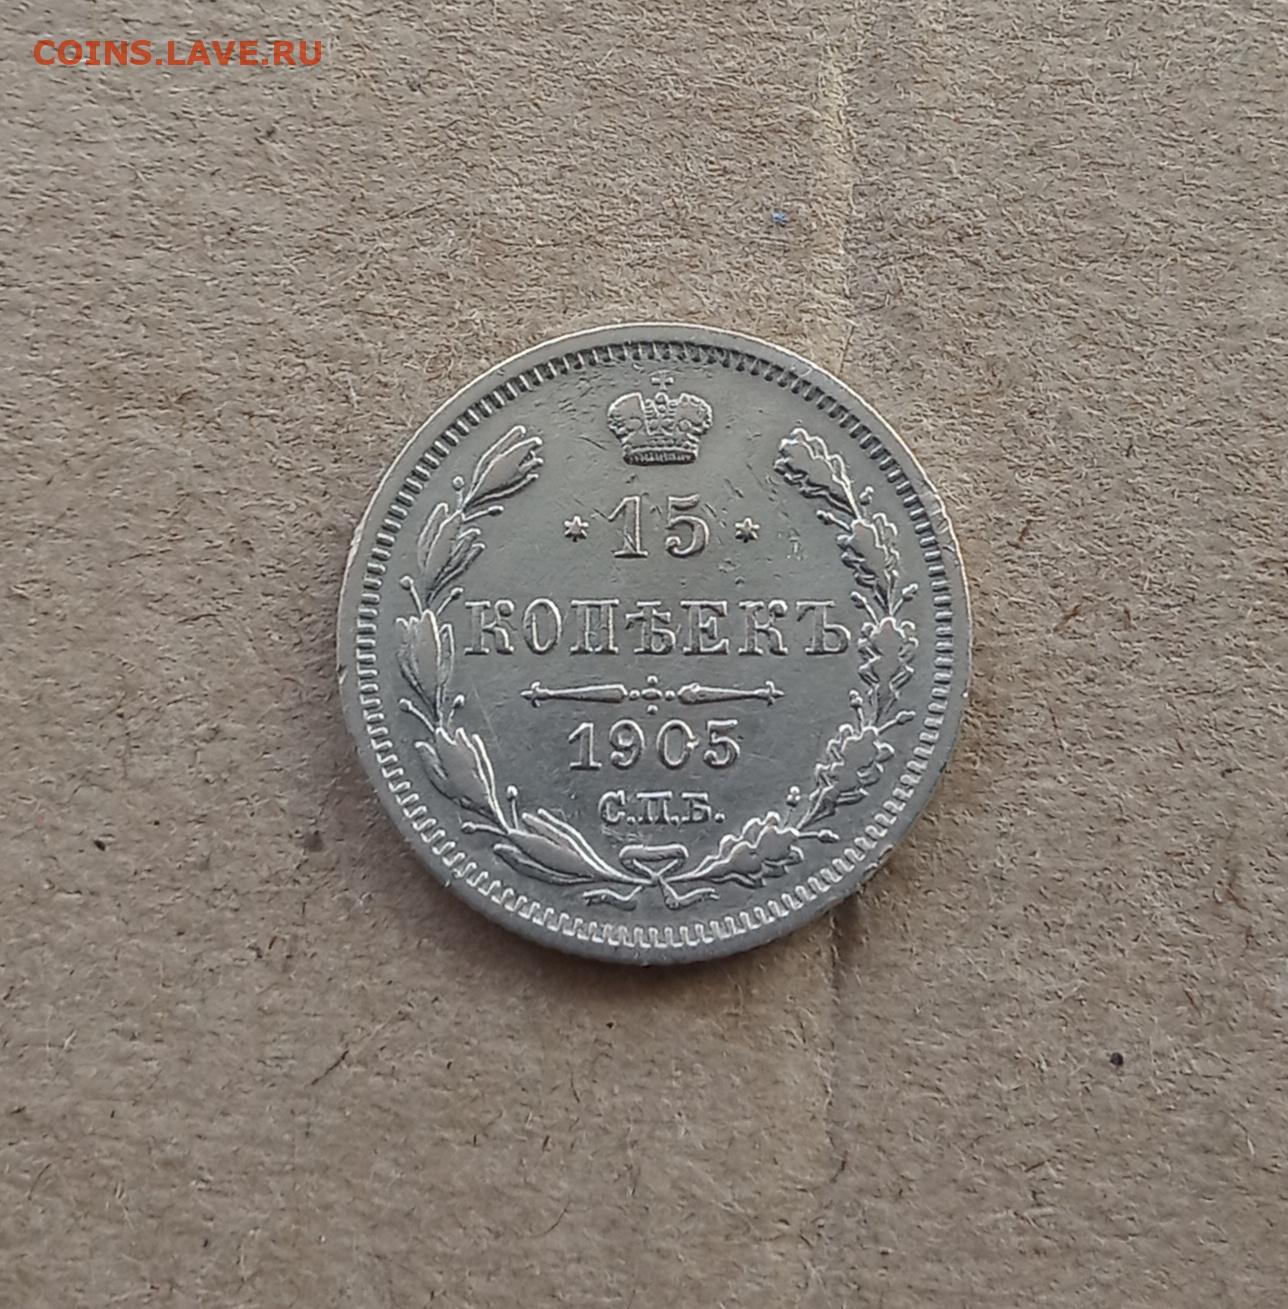 COINS.LAVE.RU
* 15 *
КОПѢЕКЪ
1905
С.П.Б.